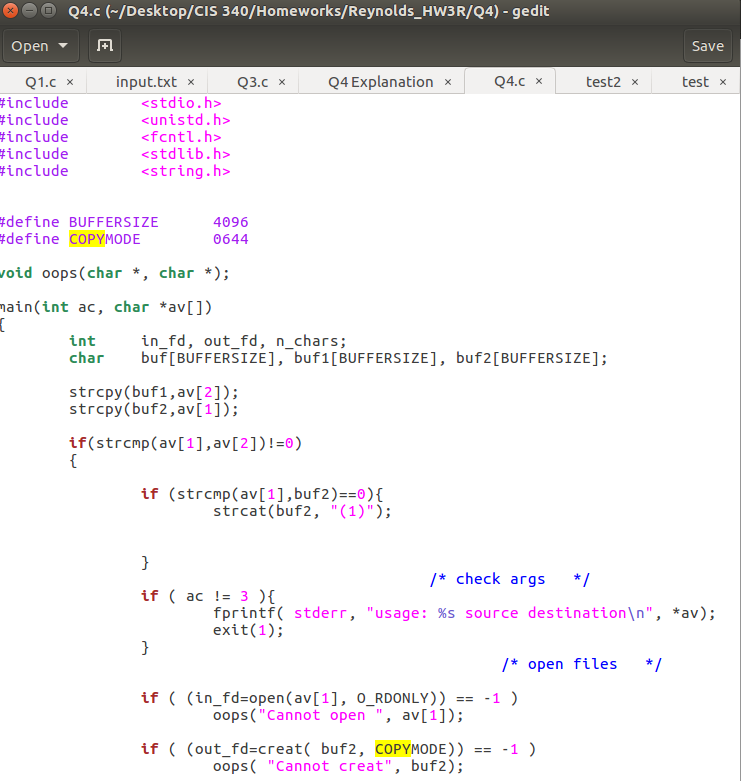 Q4.c (~/Desktop/CIS 340/Homeworks/Reynolds_HW3R/Q4) - gedit
Open Save
Q1.c × input.txt × Q3.c × Q4 Explanation × Q4.c × test2 × test ×
#include <stdio.h>
#include <unistd.h>
#include <fcntl.h>
#include <stdlib.h>
#include <string.h>
#define BUFFERSIZE 4096
#define COPYMODE 0644
void oops(char *, char *);
main(int ac, char *av[])
{
int in_fd, out_fd, n_chars;
char buf[BUFFERSIZE], buf1[BUFFERSIZE], buf2[BUFFERSIZE];
strcpy(buf1,av[2]);
strcpy(buf2,av[1]);
if(strcmp(av[1],av[2])!=0)
{
if (strcmp(av[1],buf2)==0){
strcat(buf2, "(1)");
}
/* check args */
if ( ac != 3 ){
fprintf( stderr, "usage: %s source destination\n", *av);
exit(1);
}
/* open files */
if ( (in_fd=open(av[1], O_RDONLY)) == -1 )
oops("Cannot open ", av[1]);
if ( (out_fd=creat( buf2, COPYMODE)) == -1 )
oops( "Cannot creat", buf2);